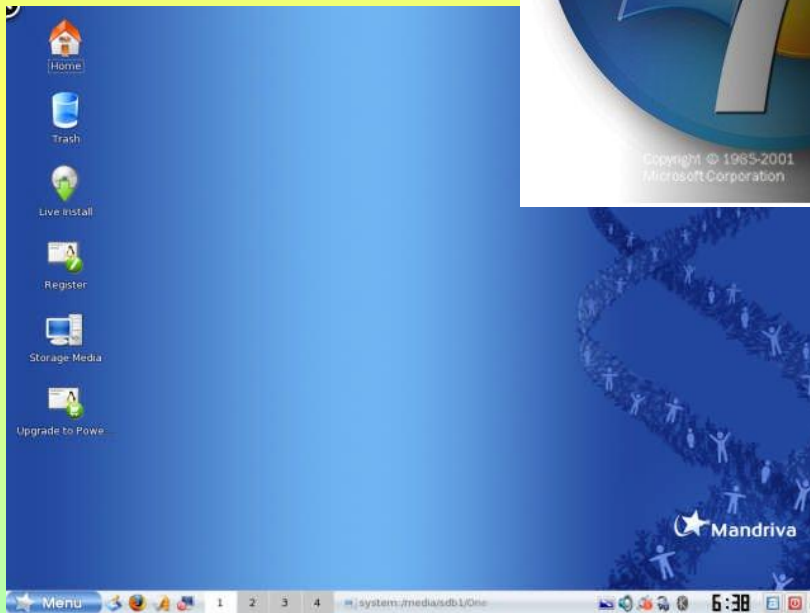 Copyright © 1985-2001
Microsoft Corporation
Home
Trash
Live Install
Register
Storage Media
Upgrade to Powe...
Mandriva
Menu
1 2 3 4
system:/media/sdb1/One
6:38
7